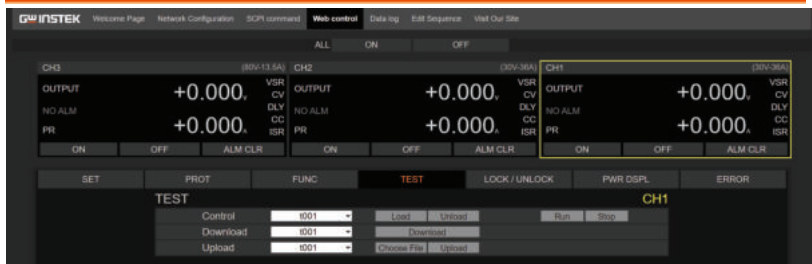 GWINSTEK Welcome Page Network Configuration SCPI command Web control Data log Edit Sequence Visit Our Site
ALL ON OFF
CH3 (80V-13.5A) CH2 (30V-36A) CH1 (30V-36A)
OUTPUT +0.000v VSR CV OUTPUT +0.000v VSR CV OUTPUT +0.000v VSR CV
NO ALM DLY NO ALM DLY NO ALM DLY
PR +0.000A CC ISR PR +0.000A CC ISR PR +0.000A CC ISR
ON OFF ALM CLR ON OFF ALM CLR ON OFF ALM CLR
SET PROT FUNC TEST LOCK / UNLOCK PWR DSPL ERROR
TEST CH1
Control t001 Load Unload Run Stop
Download t001 Download
Upload t001 Choose File Upload